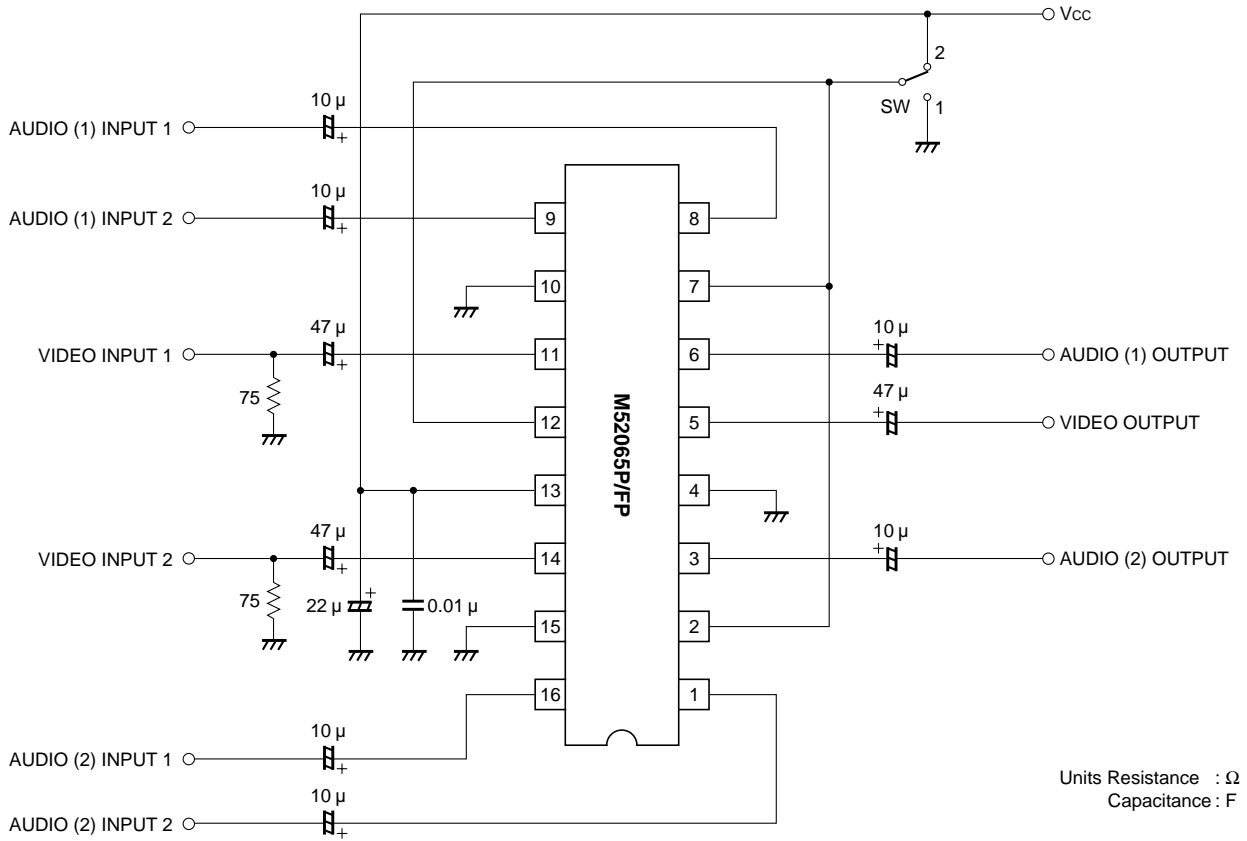 Vcc
2
SW
1
10 µ
+
AUDIO (1) INPUT 1
10 µ
+
AUDIO (1) INPUT 2
9
8
10
7
47 µ
+
VIDEO INPUT 1
75
11
6
10 µ
+
AUDIO (1) OUTPUT
47 µ
+
VIDEO OUTPUT
12
5
M52065P/FP
13
4
47 µ
+
VIDEO INPUT 2
75
14
3
10 µ
+
AUDIO (2) OUTPUT
22 µ
+
0.01 µ
15
2
16
1
10 µ
+
AUDIO (2) INPUT 1
10 µ
+
AUDIO (2) INPUT 2
Units Resistance : Ω
Capacitance : F